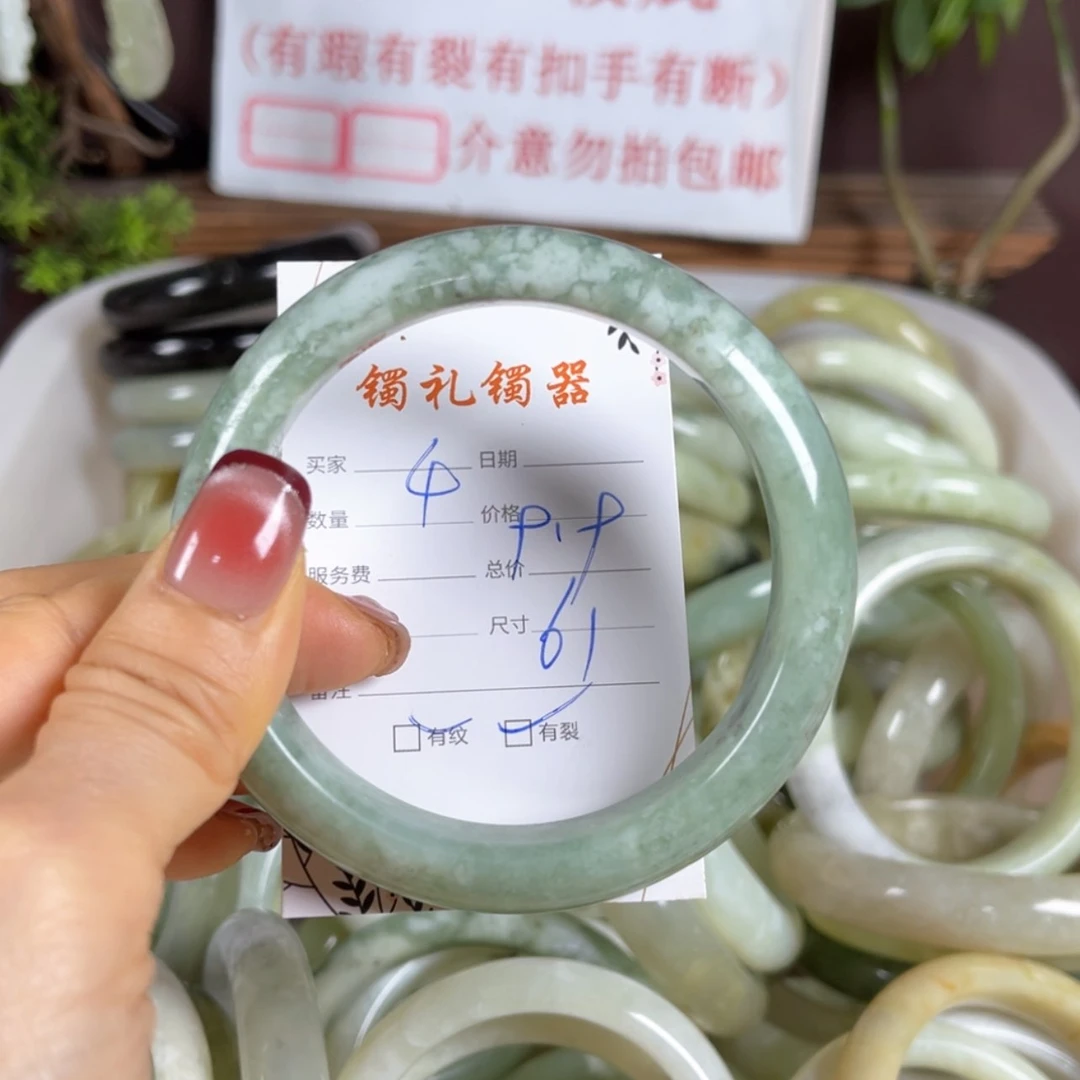 （有瑕有裂有扣手有断）
介意勿拍包邮
镯礼镯器
买家 日期
数量 4 价格 P.P
服务费 总价
尺寸 61
备注
有纹 有裂